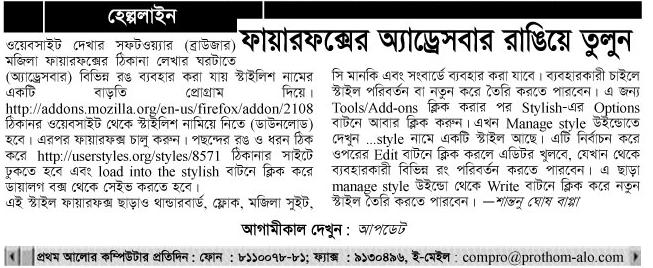 হেল্পলাইন
ফায়ারফক্সের অ্যাড্রেসবার রাঙিয়ে তুলুন
ওয়েবসাইট দেখার সফটওয়্যার (ব্রাউজার)
মজিলা ফায়ারফক্সের ঠিকানা লেখার ঘরটাতে
(অ্যাড্রেসবার) বিভিন্ন রঙ ব্যবহার করা যায় স্টাইলিশ নামের
একটি বাড়তি প্রোগ্রাম দিয়ে।
http://addons.mozilla.org/en-us/firefox/addon/2108
ঠিকানর ওয়েবসাইট থেকে স্টাইলিশ নামিয়ে নিতে (ডাউনলোড)
হবে। এরপর ফায়ারফক্স চালু করুন। পছন্দের রঙ ও ধরন ঠিক
করে http://userstyles.org/styles/8571 ঠিকানার সাইটে
ঢুকতে হবে এবং load into the stylish বাটনে ক্লিক করে
ডায়ালগ বক্স থেকে সেইভ করতে হবে।
এই স্টাইল ফায়ারফক্স ছাড়াও থান্ডারবার্ড, ফ্লোক, মজিলা সুইট,
সি মানকি এবং সংবার্ডে ব্যবহার করা যাবে। ব্যবহারকারী চাইলে
স্টাইল পরিবর্তন বা নতুন করে তৈরি করতে পারবেন। এ জন্য
Tools/Add-ons ক্লিক করার পর Stylish-এর Options
বাটনে আবার ক্লিক করুন। এখন Manage style উইন্ডোতে
দেখুন ...style নামে একটি স্টাইল আছে। এটি নির্বাচন করে
ওপরের Edit বাটনে ক্লিক করলে এডিটর খুলবে, যেখান থেকে
ব্যবহারকারী বিভিন্ন রং পরিবর্তন করতে পারবেন। এ ছাড়া
manage style উইন্ডো থেকে Write বাটনে ক্লিক করে নতুন
স্টাইল তৈরি করতে পারবেন। —শান্তনু ঘোষ বাপ্পা
আগামীকাল দেখুন : আপডেট
প্রথম আলোর কম্পিউটার প্রতিদিন : ফোন : ৮১১০০৭৮-৮১; ফ্যাক্স : ৯১৩০৪৯৬, ই-মেইল : compro@prothom-alo.com